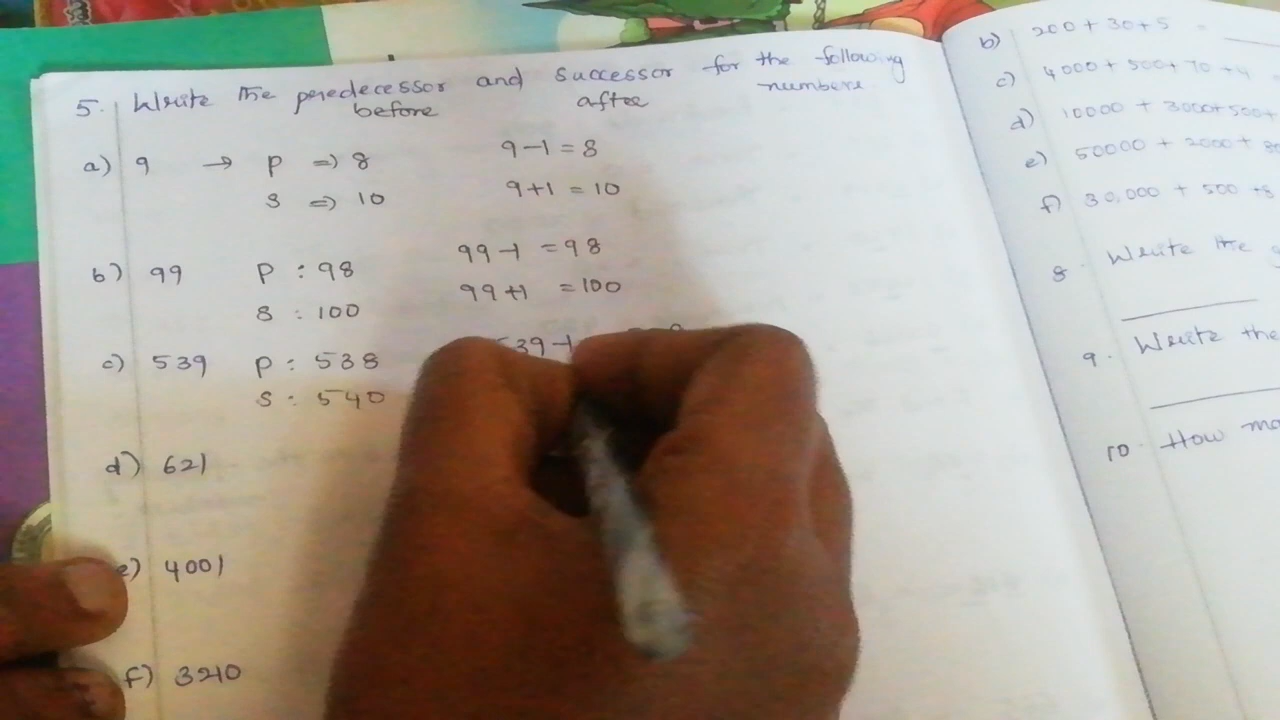 5. Write the predecessor and successor for the following
before after numbers
a) 9 → P => 8 9-1 = 8
S => 10 9+1 = 10
b) 99 P : 98 99-1 = 98
S : 100 99+1 = 100
c) 539 P : 538 539-1
S : 540
d) 621
e) 4001
f) 3210
b) 200 + 30 + 5 =
c) 4000 + 500 + 70 + 4 =
d) 10000 + 3000 + 500 +
e) 50000 + 2000 +
f) 30,000 + 500 +8
8. Write the
9. Write the
10. How